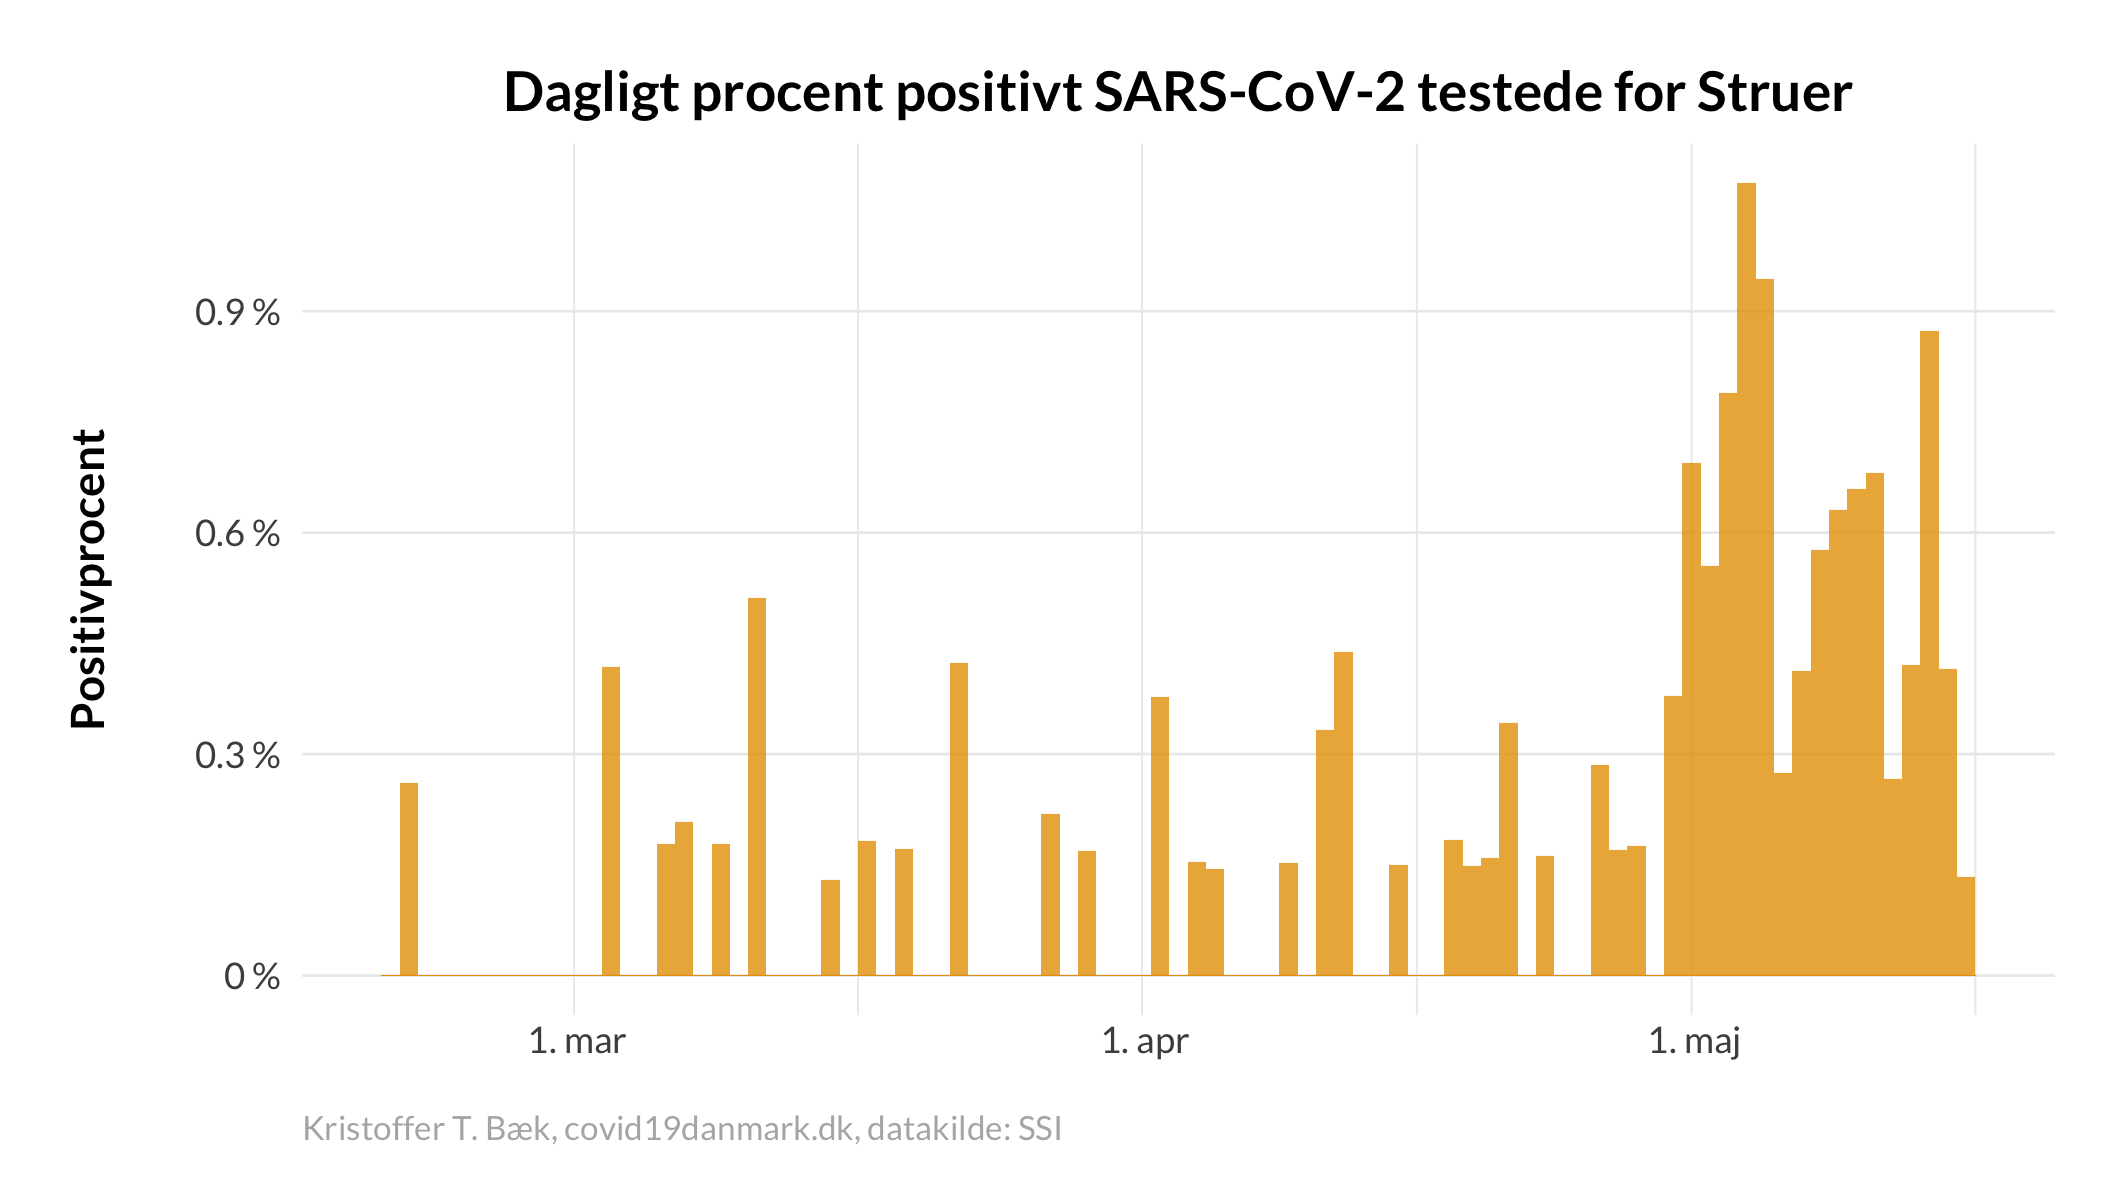 Dagligt procent positivt SARS-CoV-2 testede for Struer
Positivprocent
0.9 %
0.6 %
0.3 %
0 %
1. mar
1. apr
1. maj
Kristoffer T. Bæk, covid19danmark.dk, datakilde: SSI